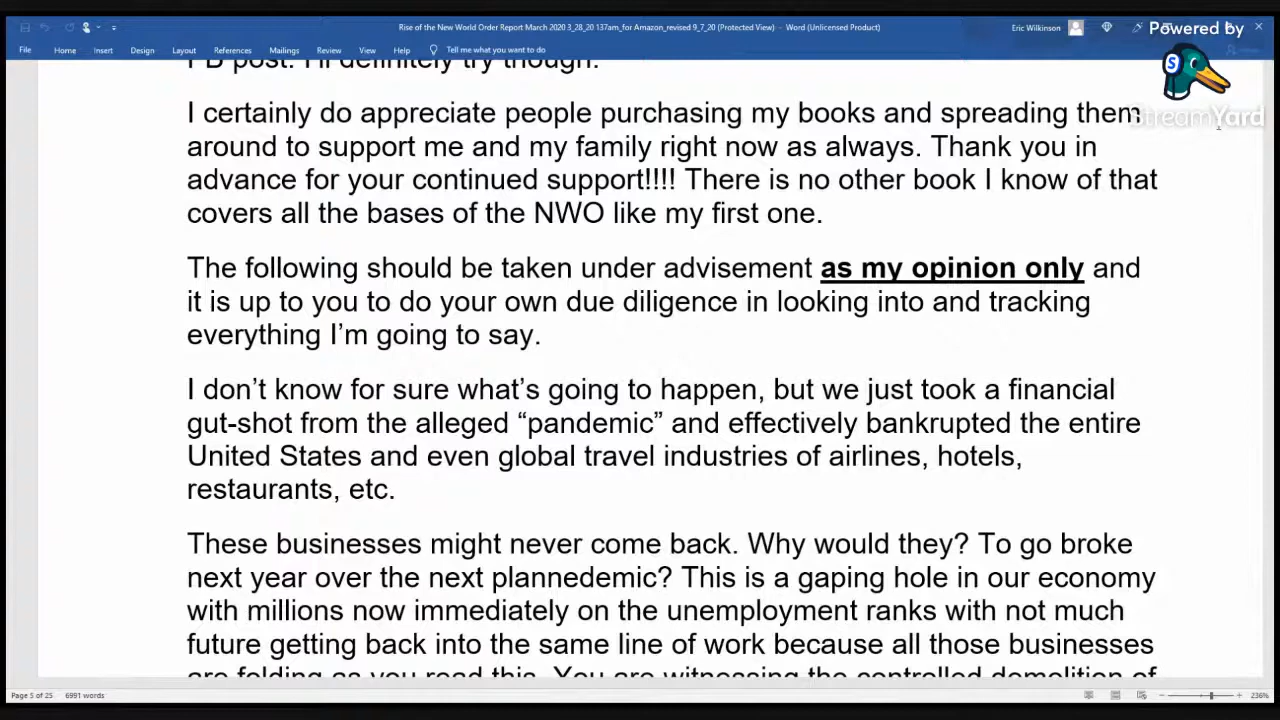 Rise of the New World Order Report March 2020 3_28_20 137am_for Amazon_revised 9_7_20 (Protected View) - Word (Unlicensed Product)
Eric Wilkinson
Powered by
File Home Insert Design Layout References Mailings Review View Help Tell me what you want to do
StreamYard
FB post. I'll definitely try though.
I certainly do appreciate people purchasing my books and spreading them
around to support me and my family right now as always. Thank you in
advance for your continued support!!!! There is no other book I know of that
covers all the bases of the NWO like my first one.
The following should be taken under advisement as my opinion only and
it is up to you to do your own due diligence in looking into and tracking
everything I’m going to say.
I don’t know for sure what’s going to happen, but we just took a financial
gut-shot from the alleged “pandemic” and effectively bankrupted the entire
United States and even global travel industries of airlines, hotels,
restaurants, etc.
These businesses might never come back. Why would they? To go broke
next year over the next plannedemic? This is a gaping hole in our economy
with millions now immediately on the unemployment ranks with not much
future getting back into the same line of work because all those businesses
are folding as you read this. You are witnessing the controlled demolition of
Page 5 of 25 6991 words
236%